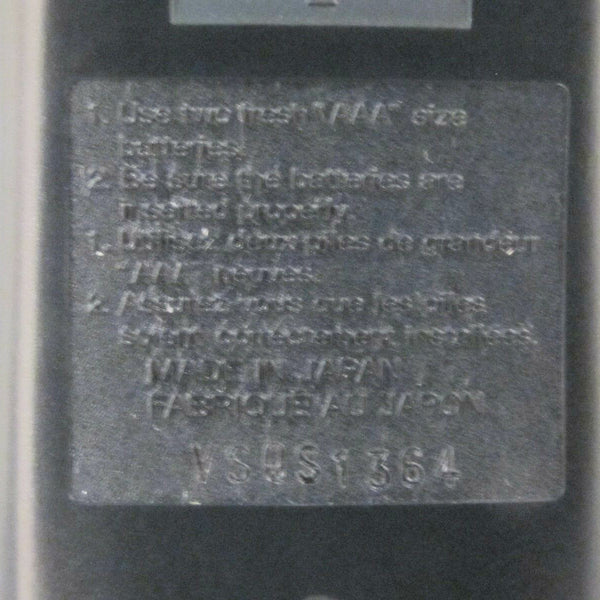 1. Use two fresh "AAA" size
batteries.
2. Be sure the batteries are
inserted properly.
1. Utilisez deux piles de grandeur
"AAA" neuves.
2. Assurez-vous que les piles
soient correctement installées.
MADE IN JAPAN
FABRIQUE AU JAPON
VSQS1364